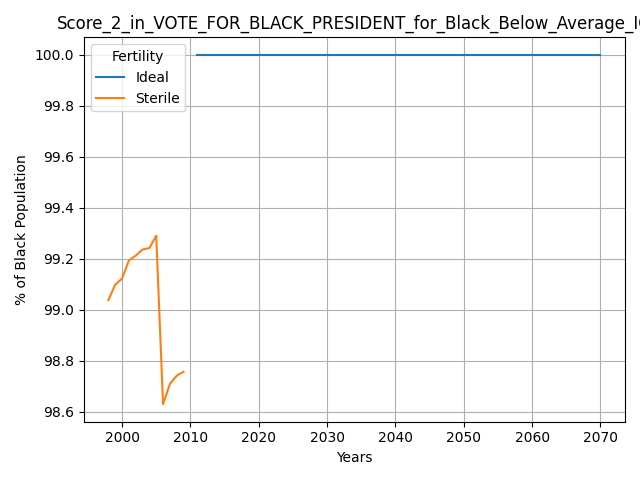 Score_2_in_VOTE_FOR_BLACK_PRESIDENT_for_Black_Below_Average_I
Fertility
Ideal
Sterile
% of Black Population
100.0
99.8
99.6
99.4
99.2
99.0
98.8
98.6
2000 2010 2020 2030 2040 2050 2060 2070
Years